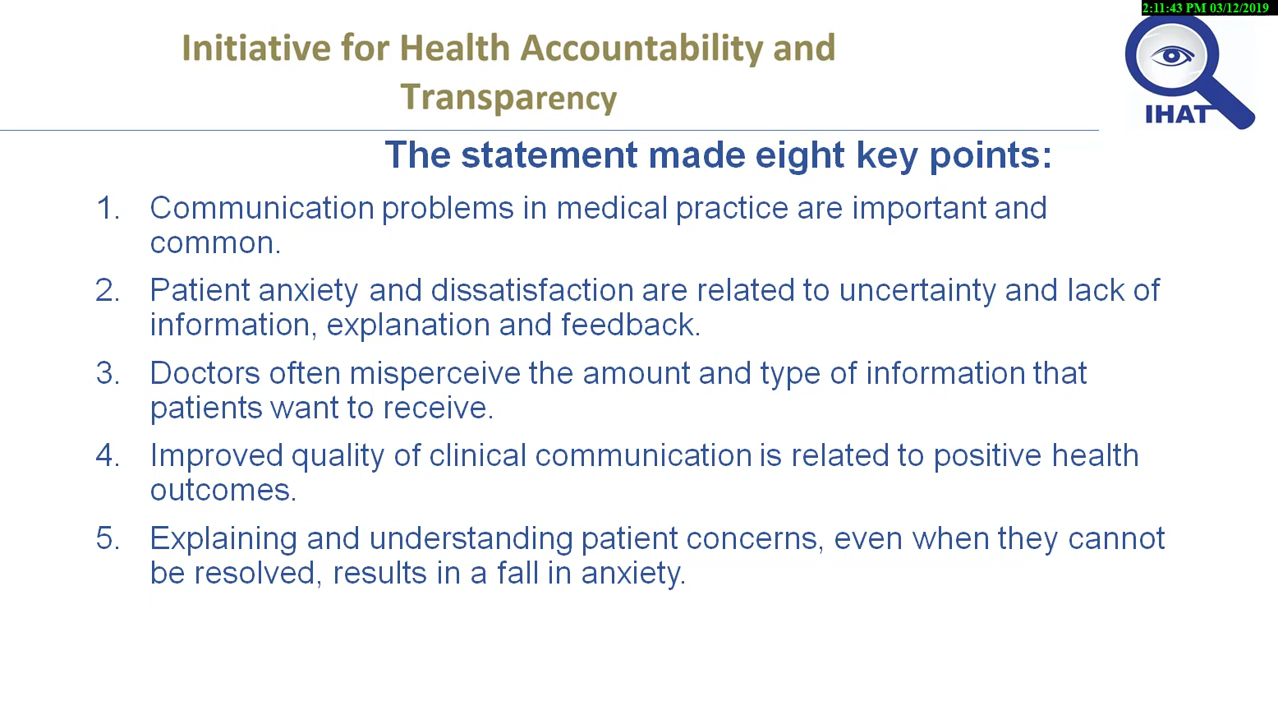 2:11:43 PM 03/12/2019
Initiative for Health Accountability and
Transparency
IHAT
The statement made eight key points:
1. Communication problems in medical practice are important and
common.
2. Patient anxiety and dissatisfaction are related to uncertainty and lack of
information, explanation and feedback.
3. Doctors often misperceive the amount and type of information that
patients want to receive.
4. Improved quality of clinical communication is related to positive health
outcomes.
5. Explaining and understanding patient concerns, even when they cannot
be resolved, results in a fall in anxiety.